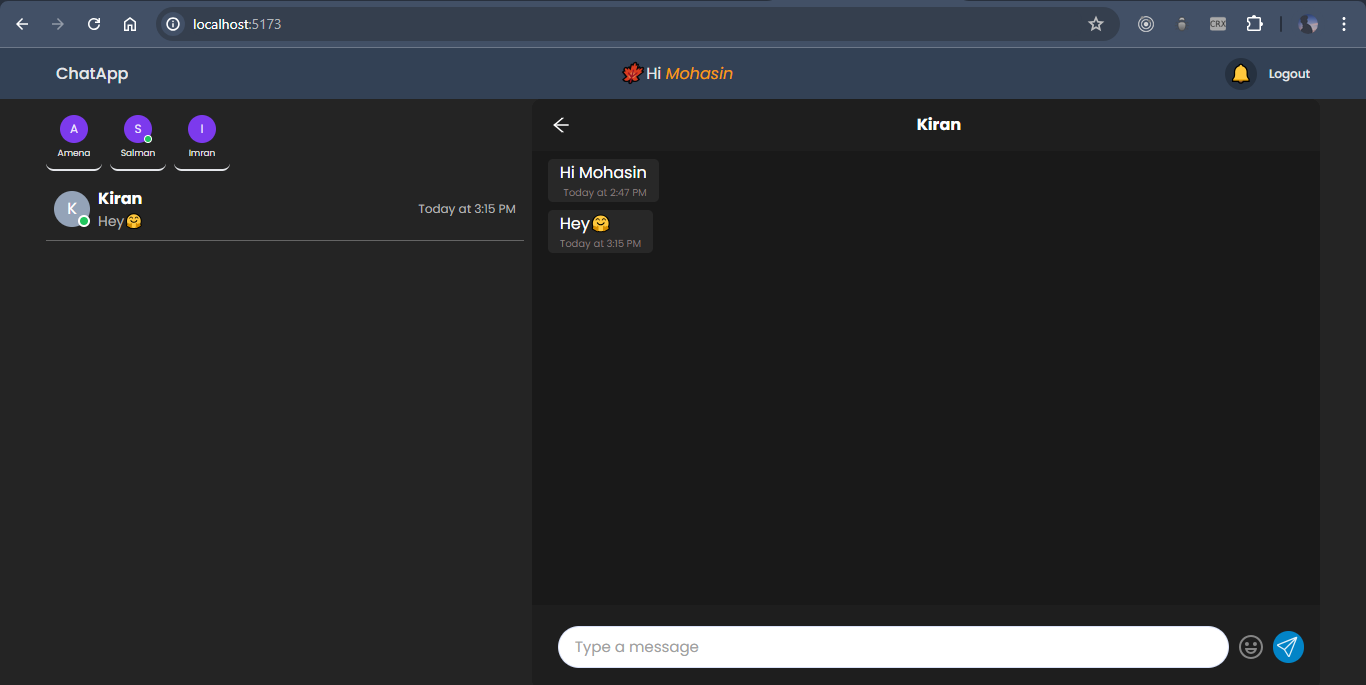 localhost:5173
CRX
ChatApp
🍁Hi Mohasin
🔔 Logout
A
S
I
Amena
Salman
Imran
K
Kiran
Hey🤗
Today at 3:15 PM
Kiran
Hi Mohasin
Today at 2:47 PM
Hey🤗
Today at 3:15 PM
Type a message